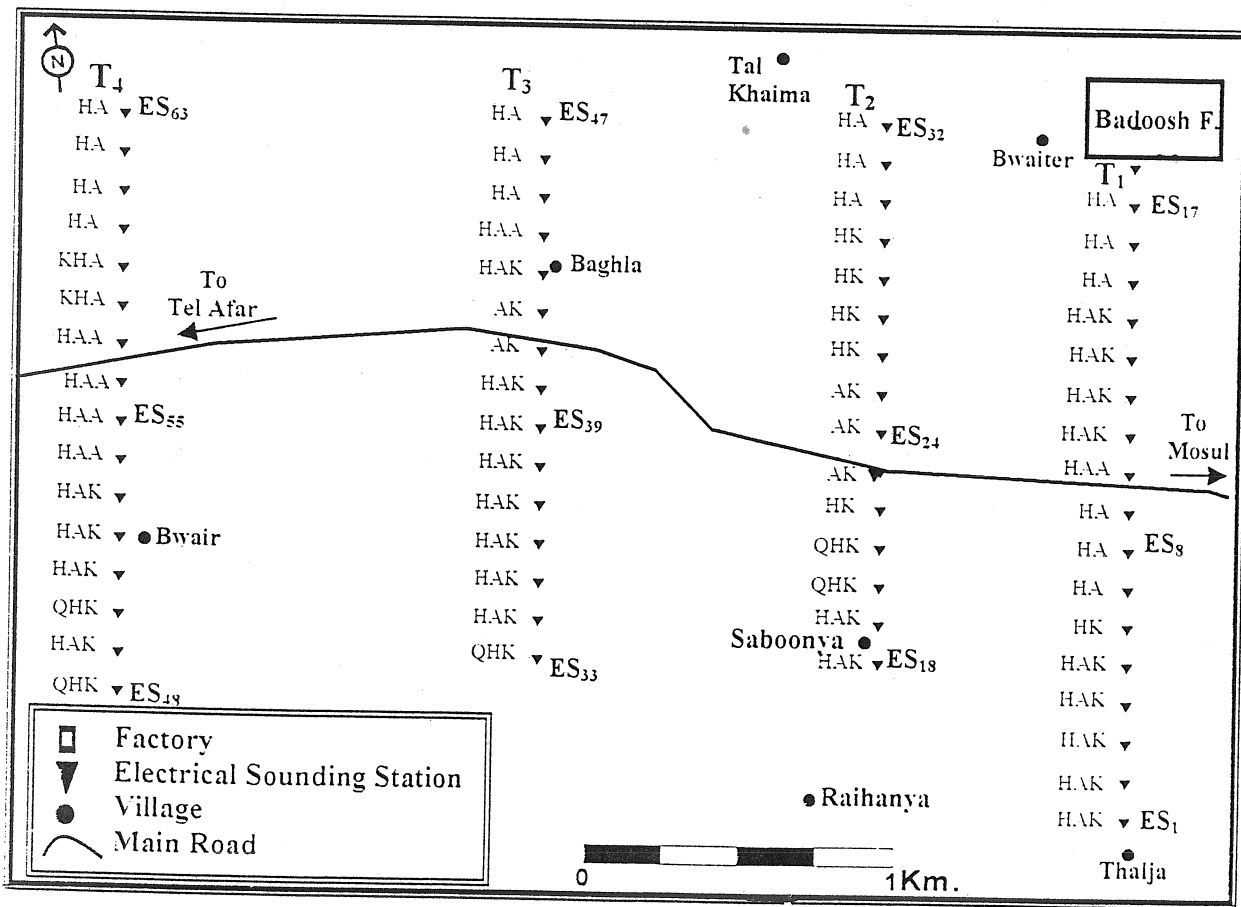 N
T₄
HA ES₆₃
HA
HA
HA
KHA
KHA
HAA
HAA
HAA ES₅₅
HAA
HAK
HAK Bwair
HAK
QHK
HAK
QHK ES₄₈
To
Tel Afar
T₃
HA ES₄₇
HA
HA
HAA
HAK Baghla
AK
AK
HAK
HAK ES₃₉
HAK
HAK
HAK
HAK
HAK
QHK ES₃₃
Tal
Khaima
T₂
HA ES₃₂
HA
HA
HK
HK
HK
HK
AK
AK ES₂₄
AK
HK
QHK
QHK
HAK
Saboonya
HAK ES₁₈
Raihanya
Badoosh F.
Bwaiter
T₁
HA ES₁₇
HA
HA
HAK
HAK
HAK
HAK
HAA
HA
HA ES₈
HA
HK
HAK
HAK
HAK
HAK
HAK ES₁
Thalja
To
Mosul
Factory
Electrical Sounding Station
Village
Main Road
0 1Km.